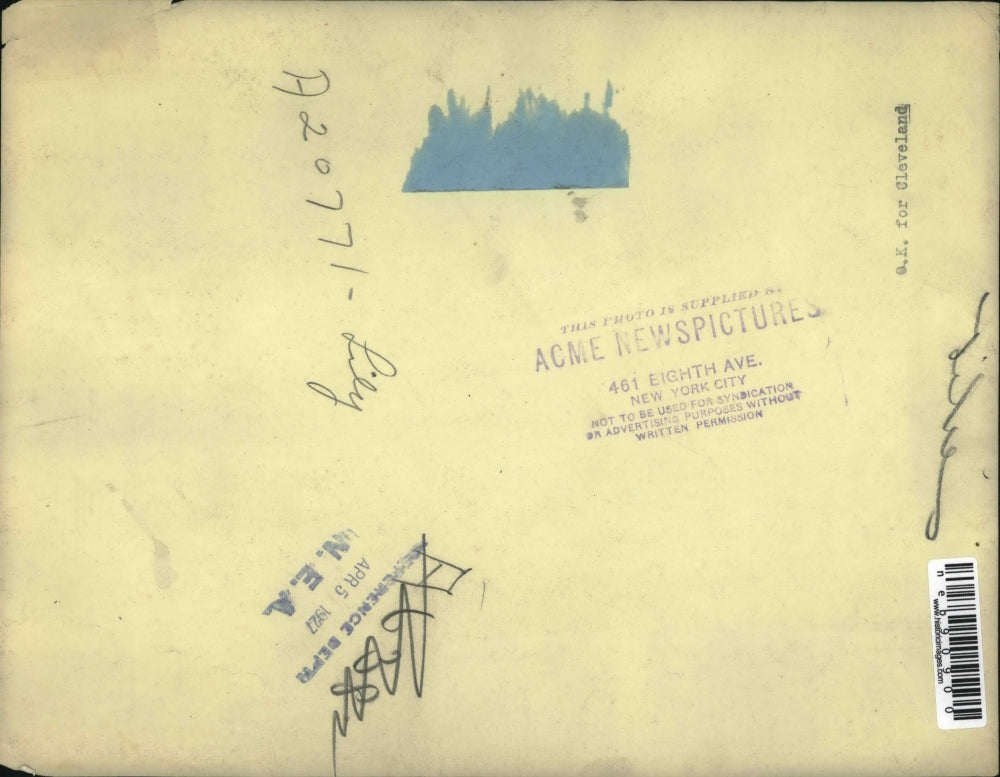 A20771- Lily
O.K. for Cleveland
THIS PHOTO IS SUPPLIED BY
ACME NEWSPICTURES
461 EIGHTH AVE.
NEW YORK CITY
NOT TO BE USED FOR SYNDICATION
OR ADVERTISING PURPOSES WITHOUT
WRITTEN PERMISSION
REFERENCE DEPT.
APR 5 1927
N. E. A.
www.historicimages.com
neb90900